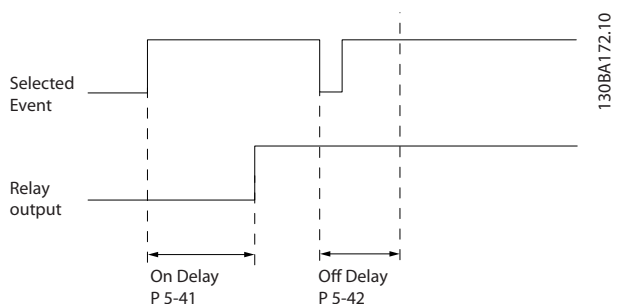 130BA172.10
Selected
Event
Relay
output
On Delay
P 5-41
Off Delay
P 5-42